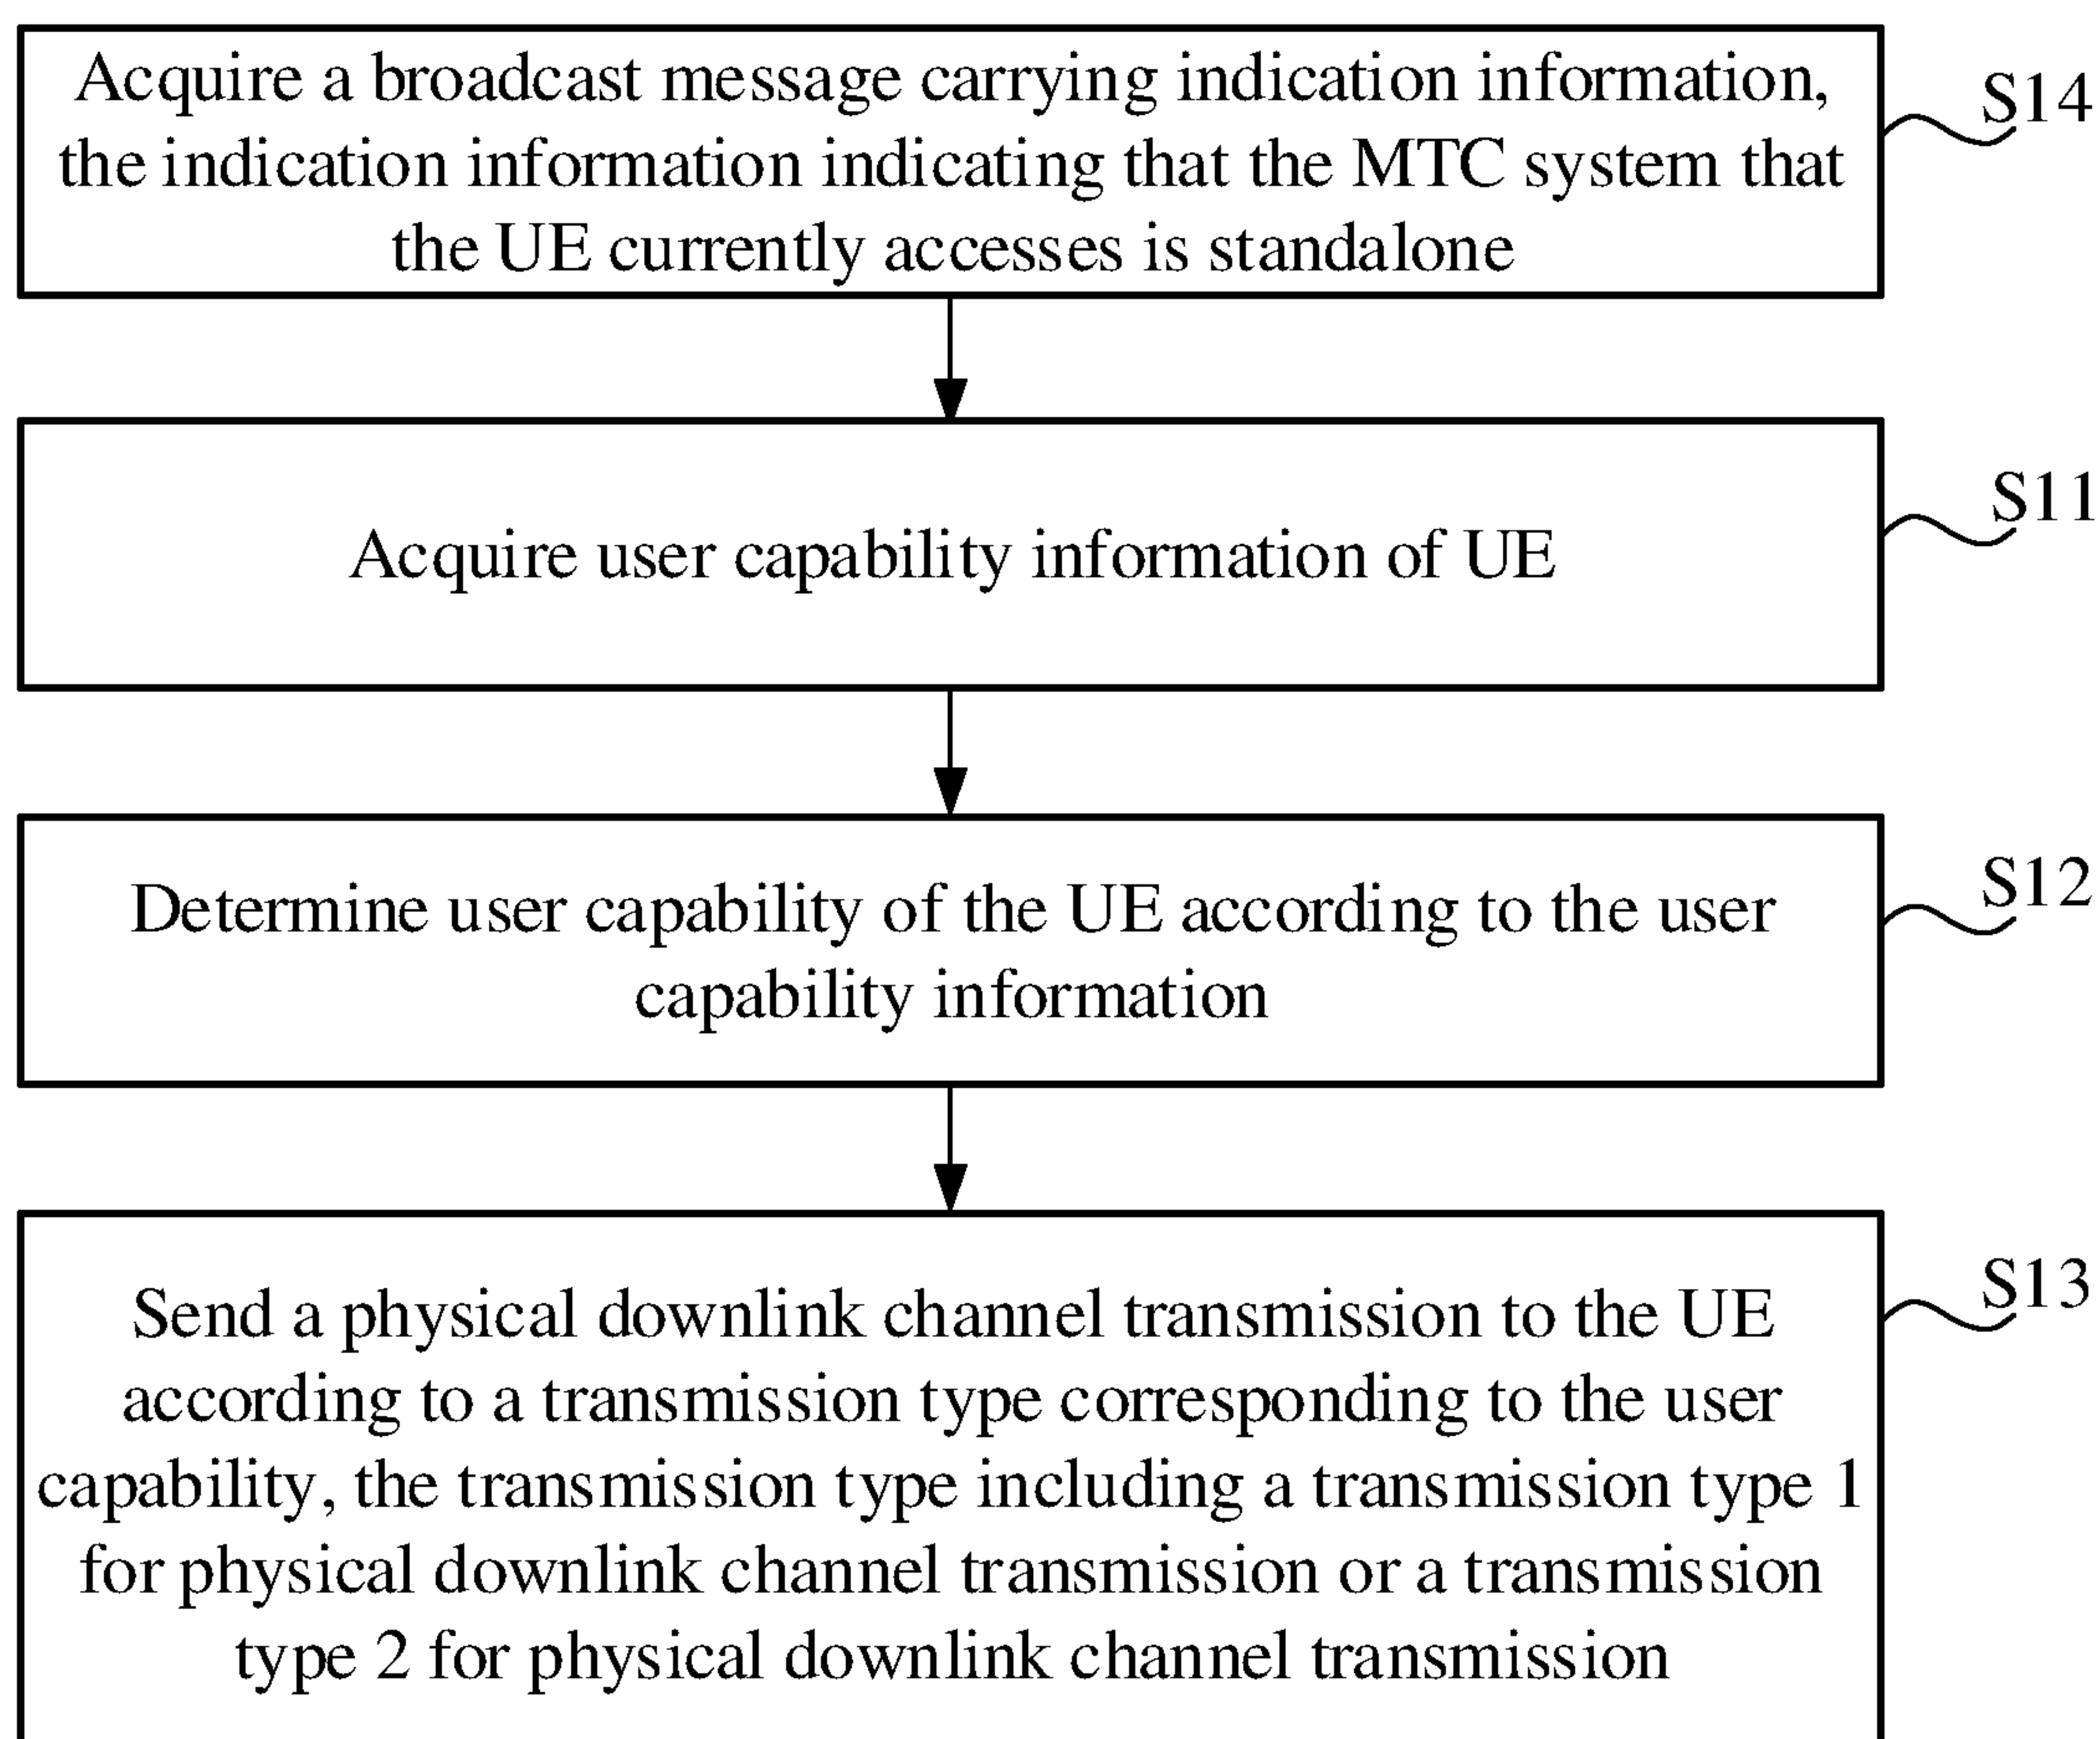 Acquire a broadcast message carrying indication information,
the indication information indicating that the MTC system that
the UE currently accesses is standalone
S14
Acquire user capability information of UE
S11
Determine user capability of the UE according to the user
capability information
S12
Send a physical downlink channel transmission to the UE
according to a transmission type corresponding to the user
capability, the transmission type including a transmission type 1
for physical downlink channel transmission or a transmission
type 2 for physical downlink channel transmission
S13